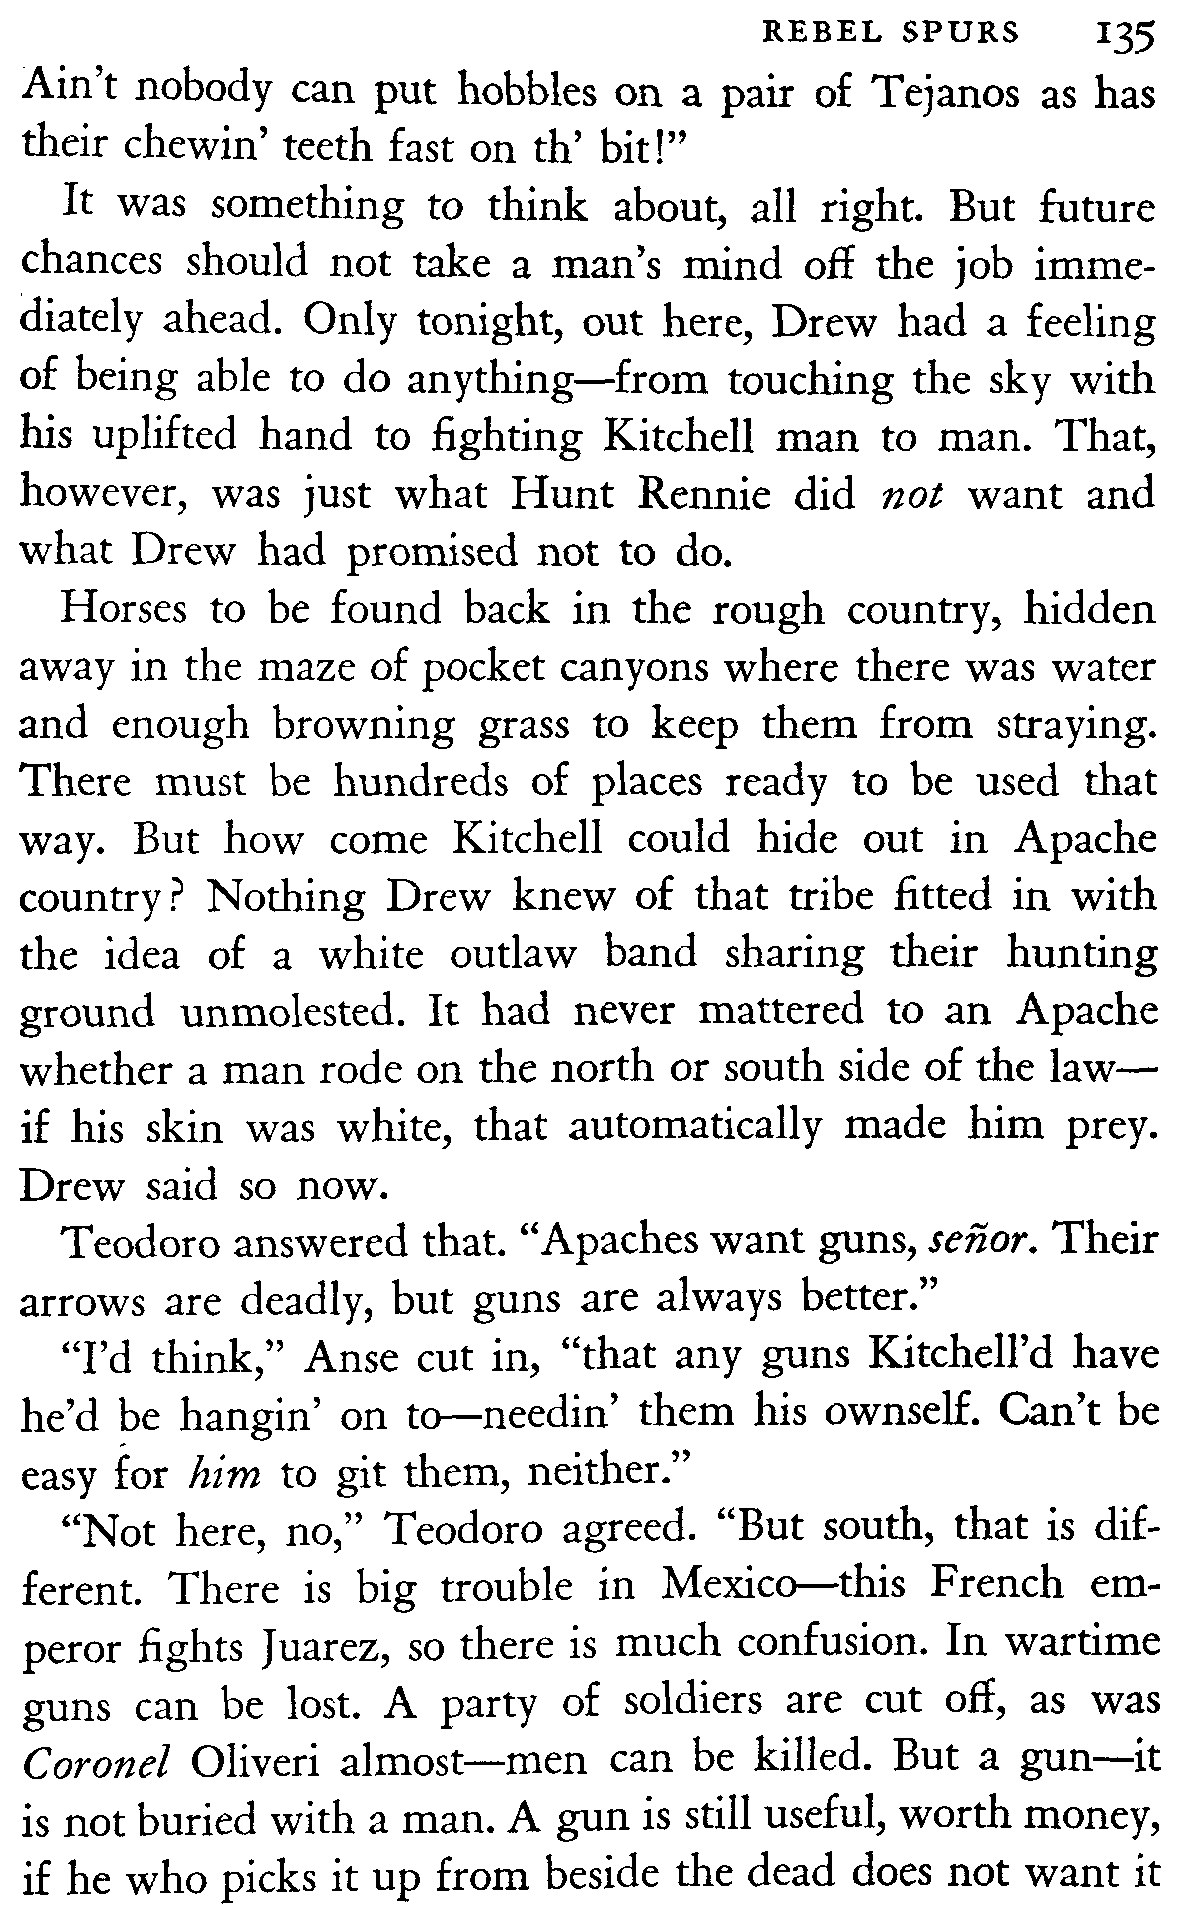 REBEL SPURS 135
Ain't nobody can put hobbles on a pair of Tejanos as has
their chewin' teeth fast on th' bit!”
It was something to think about, all right. But future
chances should not take a man's mind off the job imme-
diately ahead. Only tonight, out here, Drew had a feeling
of being able to do anything—from touching the sky with
his uplifted hand to fighting Kitchell man to man. That,
however, was just what Hunt Rennie did not want and
what Drew had promised not to do.
Horses to be found back in the rough country, hidden
away in the maze of pocket canyons where there was water
and enough browning grass to keep them from straying.
There must be hundreds of places ready to be used that
way. But how come Kitchell could hide out in Apache
country? Nothing Drew knew of that tribe fitted in with
the idea of a white outlaw band sharing their hunting
ground unmolested. It had never mattered to an Apache
whether a man rode on the north or south side of the law—
if his skin was white, that automatically made him prey.
Drew said so now.
Teodoro answered that. “Apaches want guns, señor. Their
arrows are deadly, but guns are always better.”
“I'd think,” Anse cut in, “that any guns Kitchell'd have
he'd be hangin' on to—needin' them his ownself. Can't be
easy for him to git them, neither.”
“Not here, no,” Teodoro agreed. “But south, that is dif-
ferent. There is big trouble in Mexico—this French em-
peror fights Juarez, so there is much confusion. In wartime
guns can be lost. A party of soldiers are cut off, as was
Coronel Oliveri almost—men can be killed. But a gun—it
is not buried with a man. A gun is still useful, worth money,
if he who picks it up from beside the dead does not want it